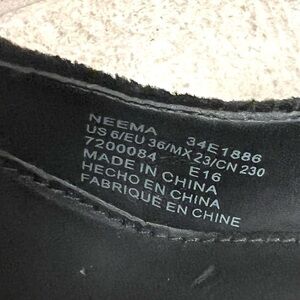 NEEMA 34E1886
US 6/EU 36/MX 23/CN 230
7200084 E16
MADE IN CHINA
HECHO EN CHINA
FABRIQUÉ EN CHINE